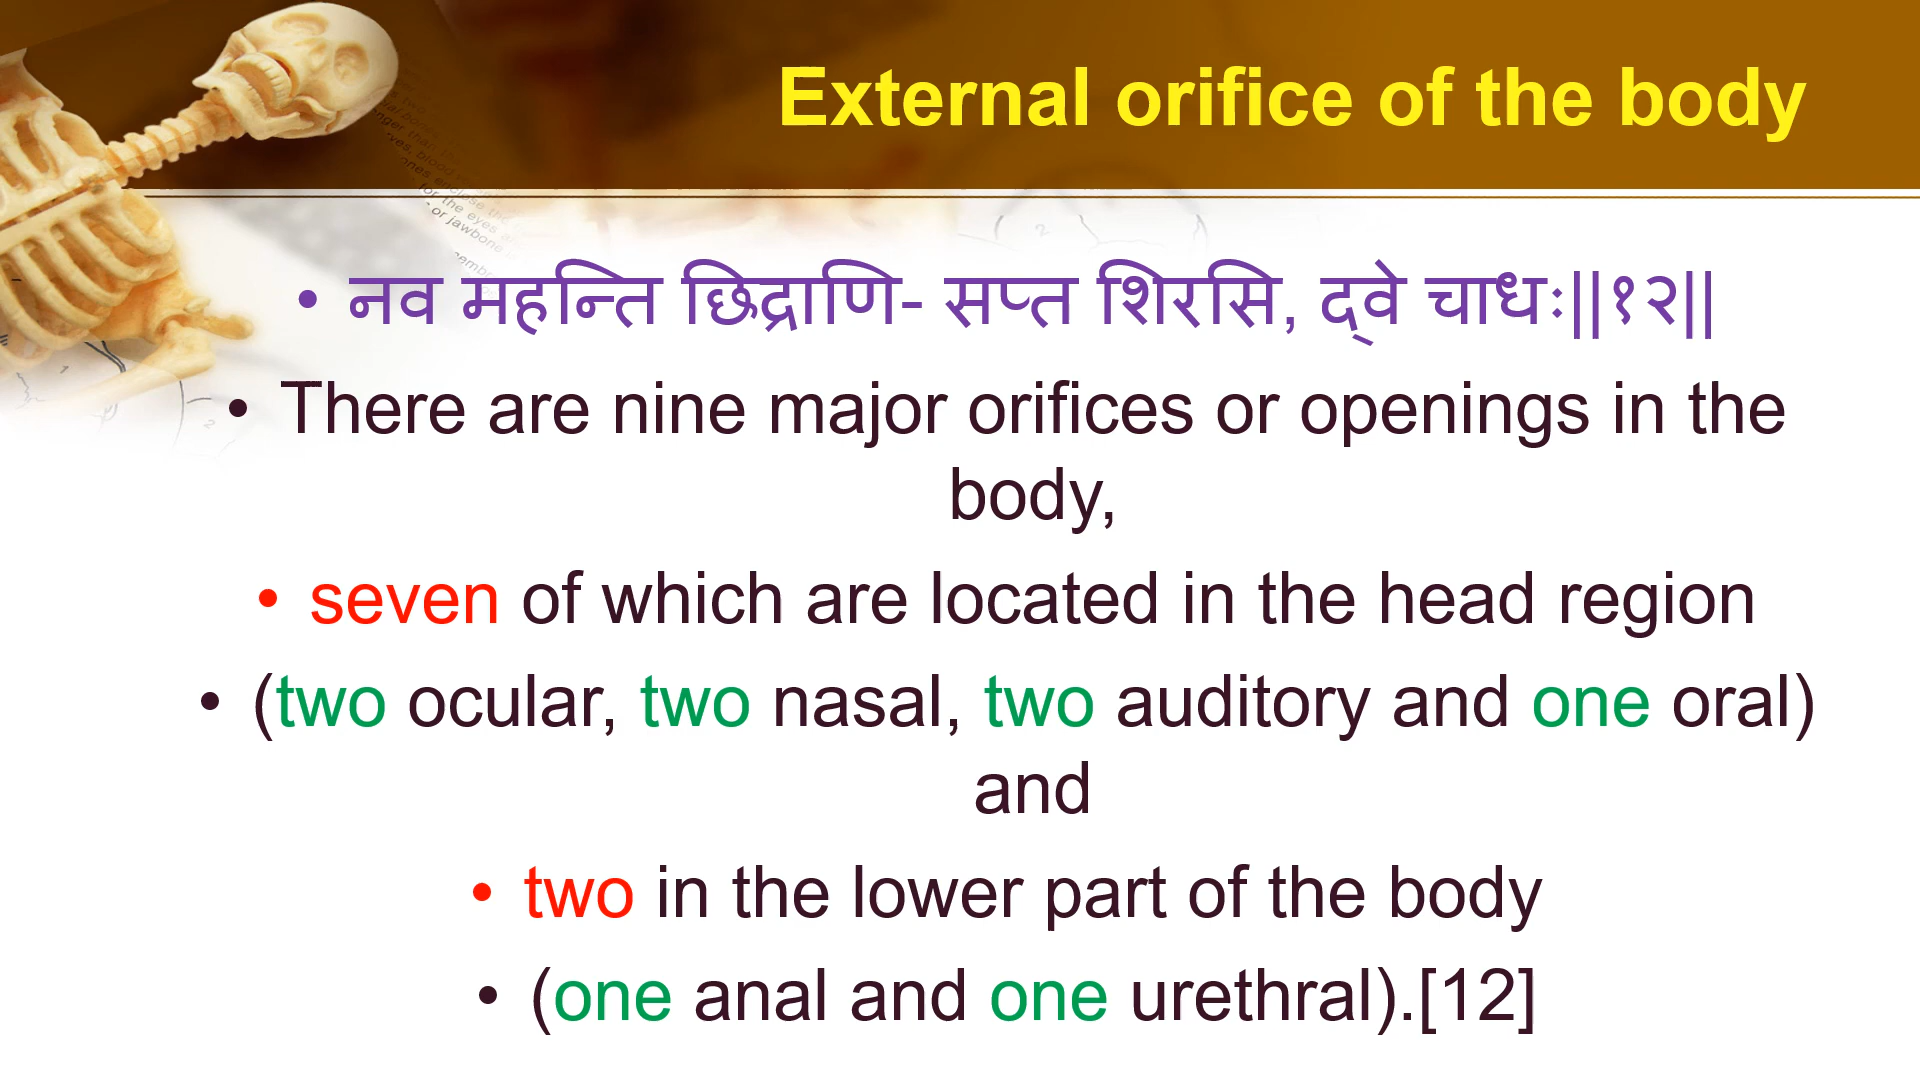 External orifice of the body
• नव महन्ति छिद्राणि- सप्त शिरसि, द्वे चाधः||१२||
• There are nine major orifices or openings in the
body,
• seven of which are located in the head region
• (two ocular, two nasal, two auditory and one oral)
and
• two in the lower part of the body
• (one anal and one urethral).[12]